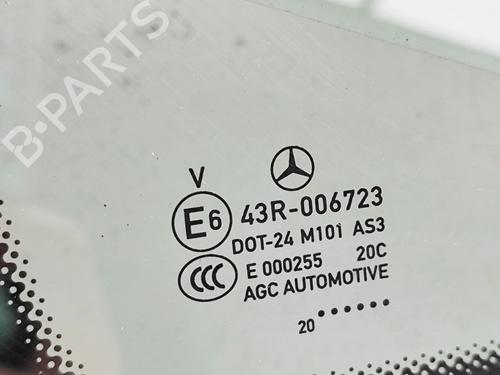 B-PARTS
V
E6 43R-006723
DOT-24 M101 AS3
CCC E 000255 20C
AGC AUTOMOTIVE
20 ••••••